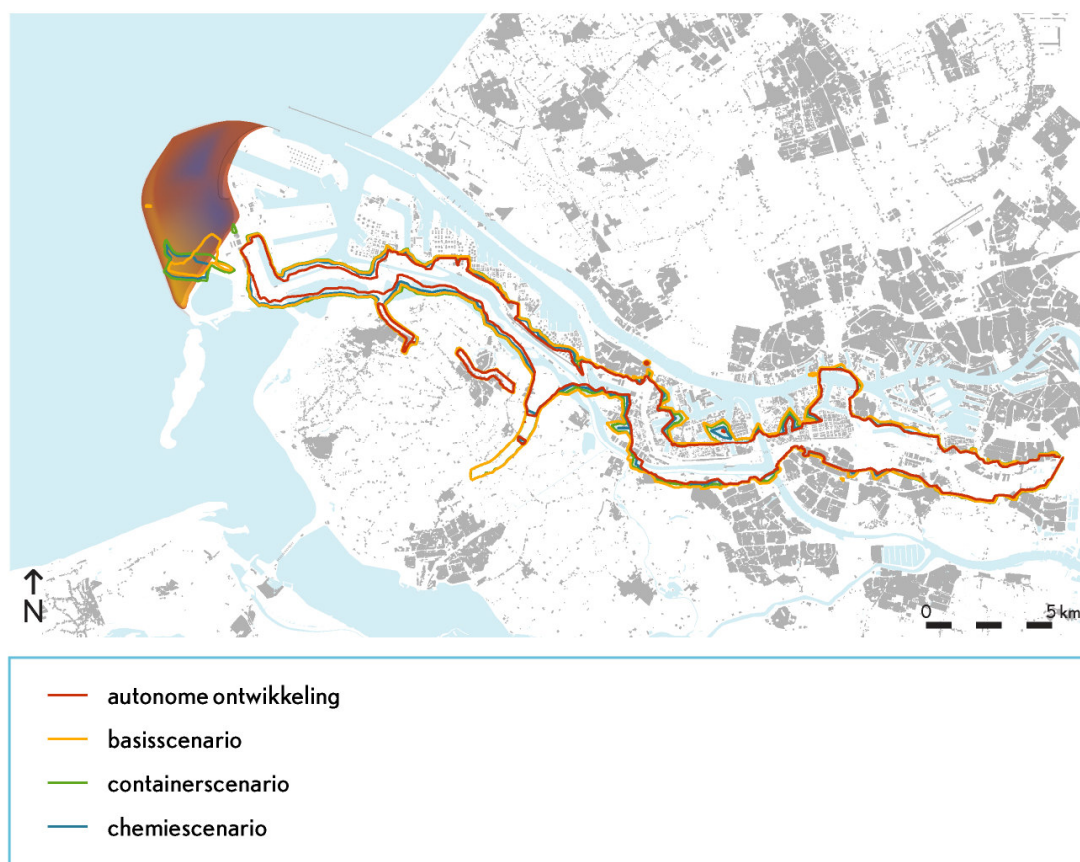 N
0 5 km
autonome ontwikkeling
basisscenario
containerscenario
chemiescenario